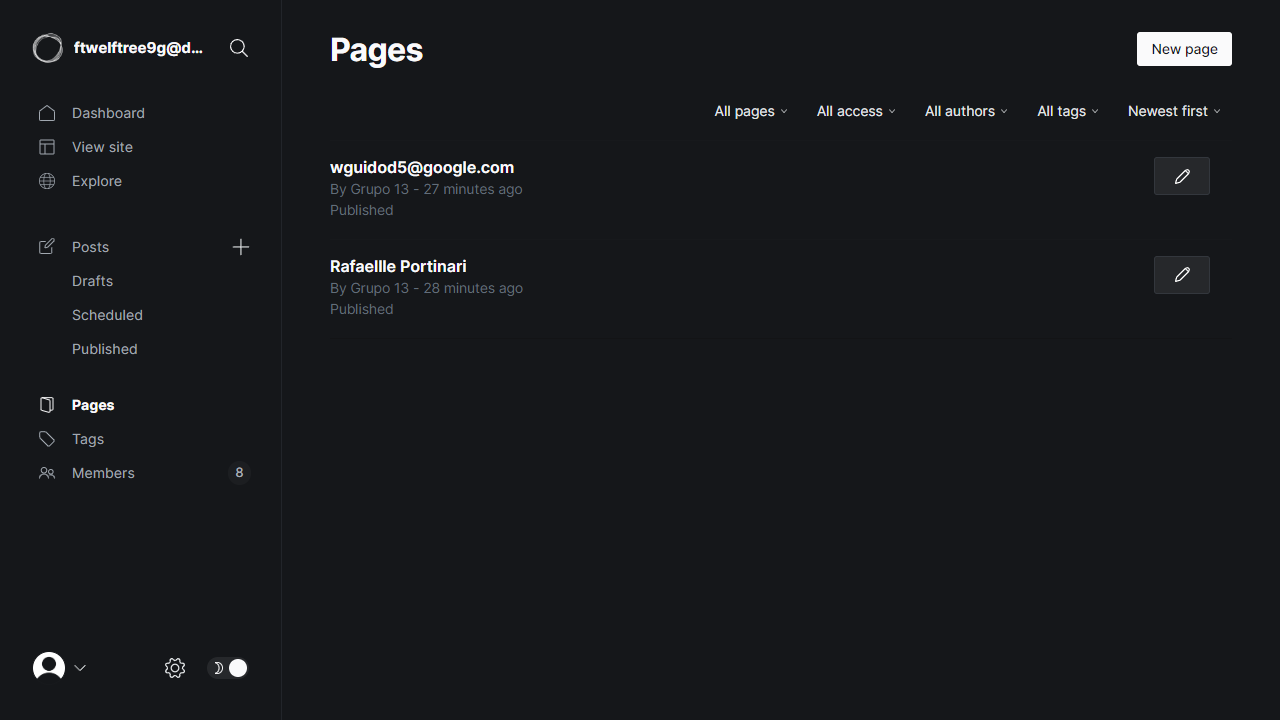 ftwelftree9g@d...
Dashboard
View site
Explore
Posts
Drafts
Scheduled
Published
Pages
Tags
Members
8
Pages
New page
All pages
All access
All authors
All tags
Newest first
wguidod5@google.com
By Grupo 13 - 27 minutes ago
Published
Rafaellle Portinari
By Grupo 13 - 28 minutes ago
Published